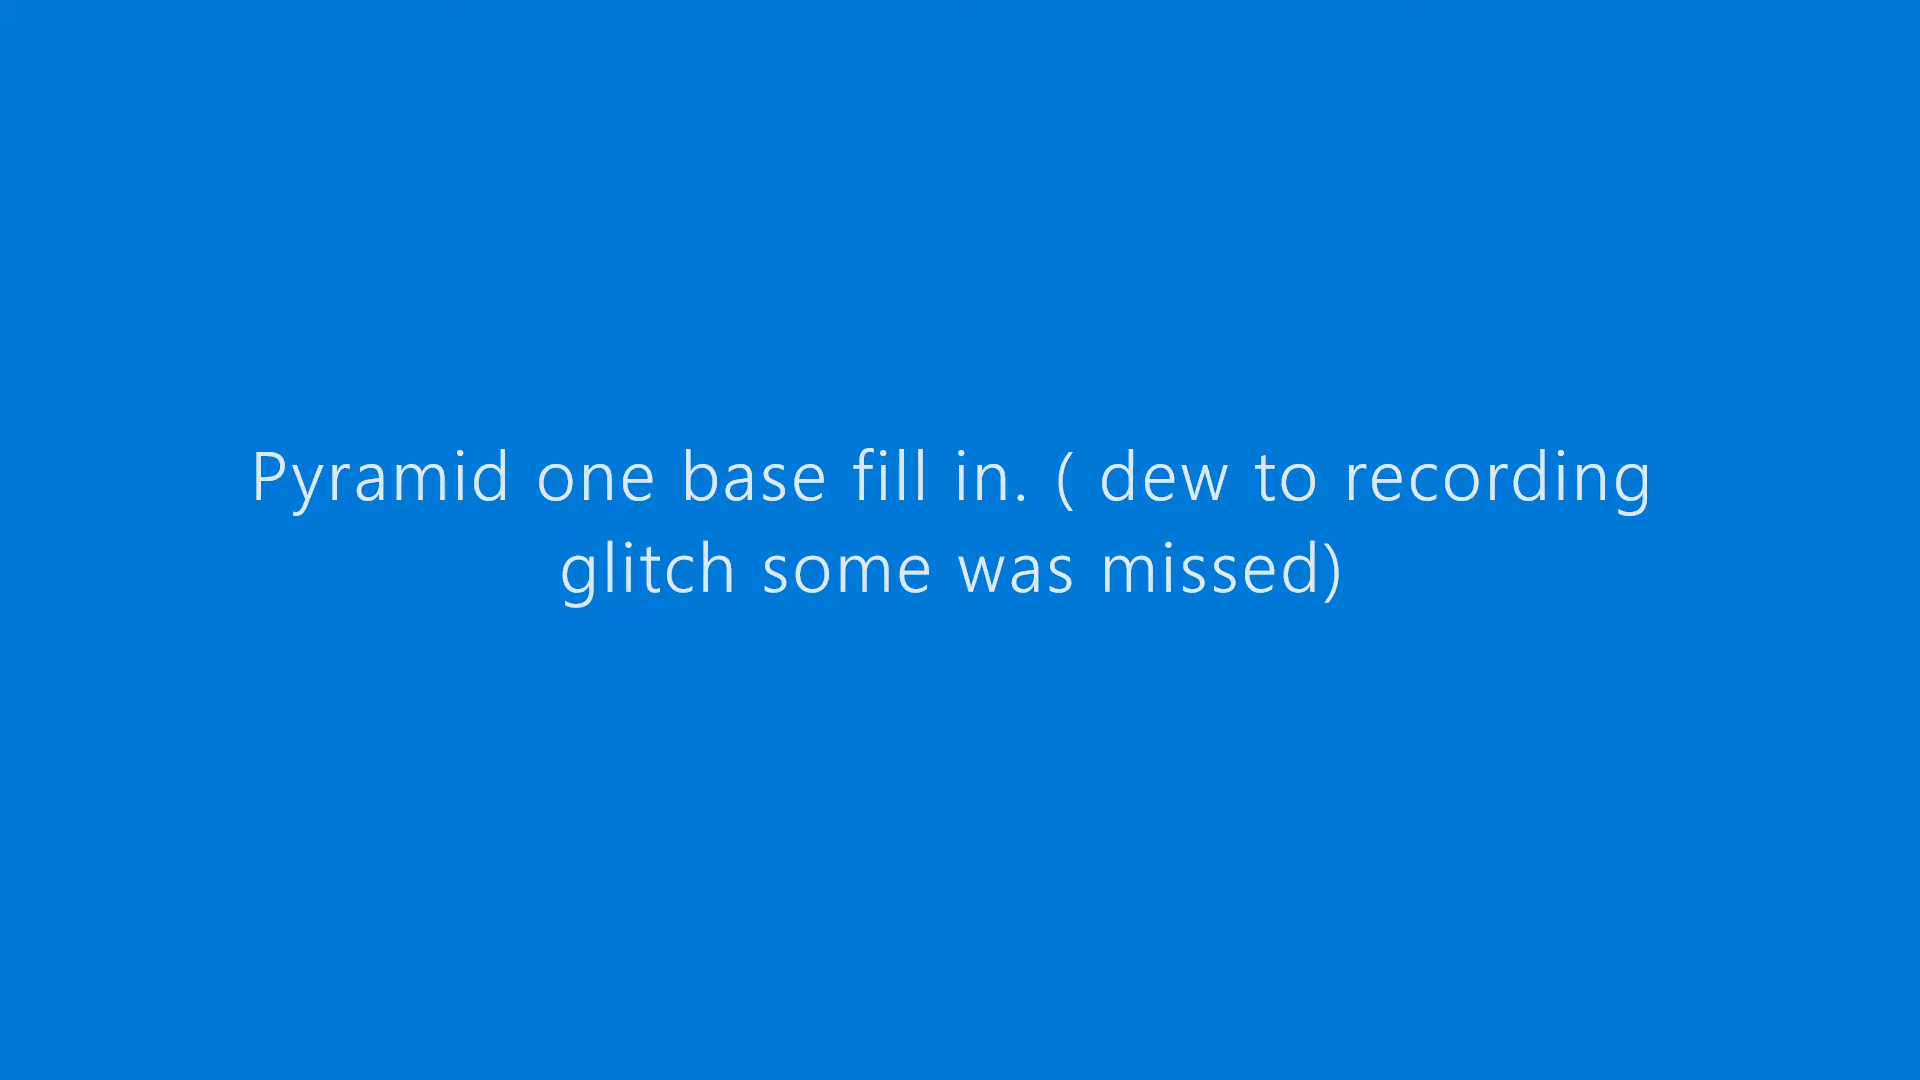 Pyramid one base fill in. ( dew to recording
glitch some was missed)